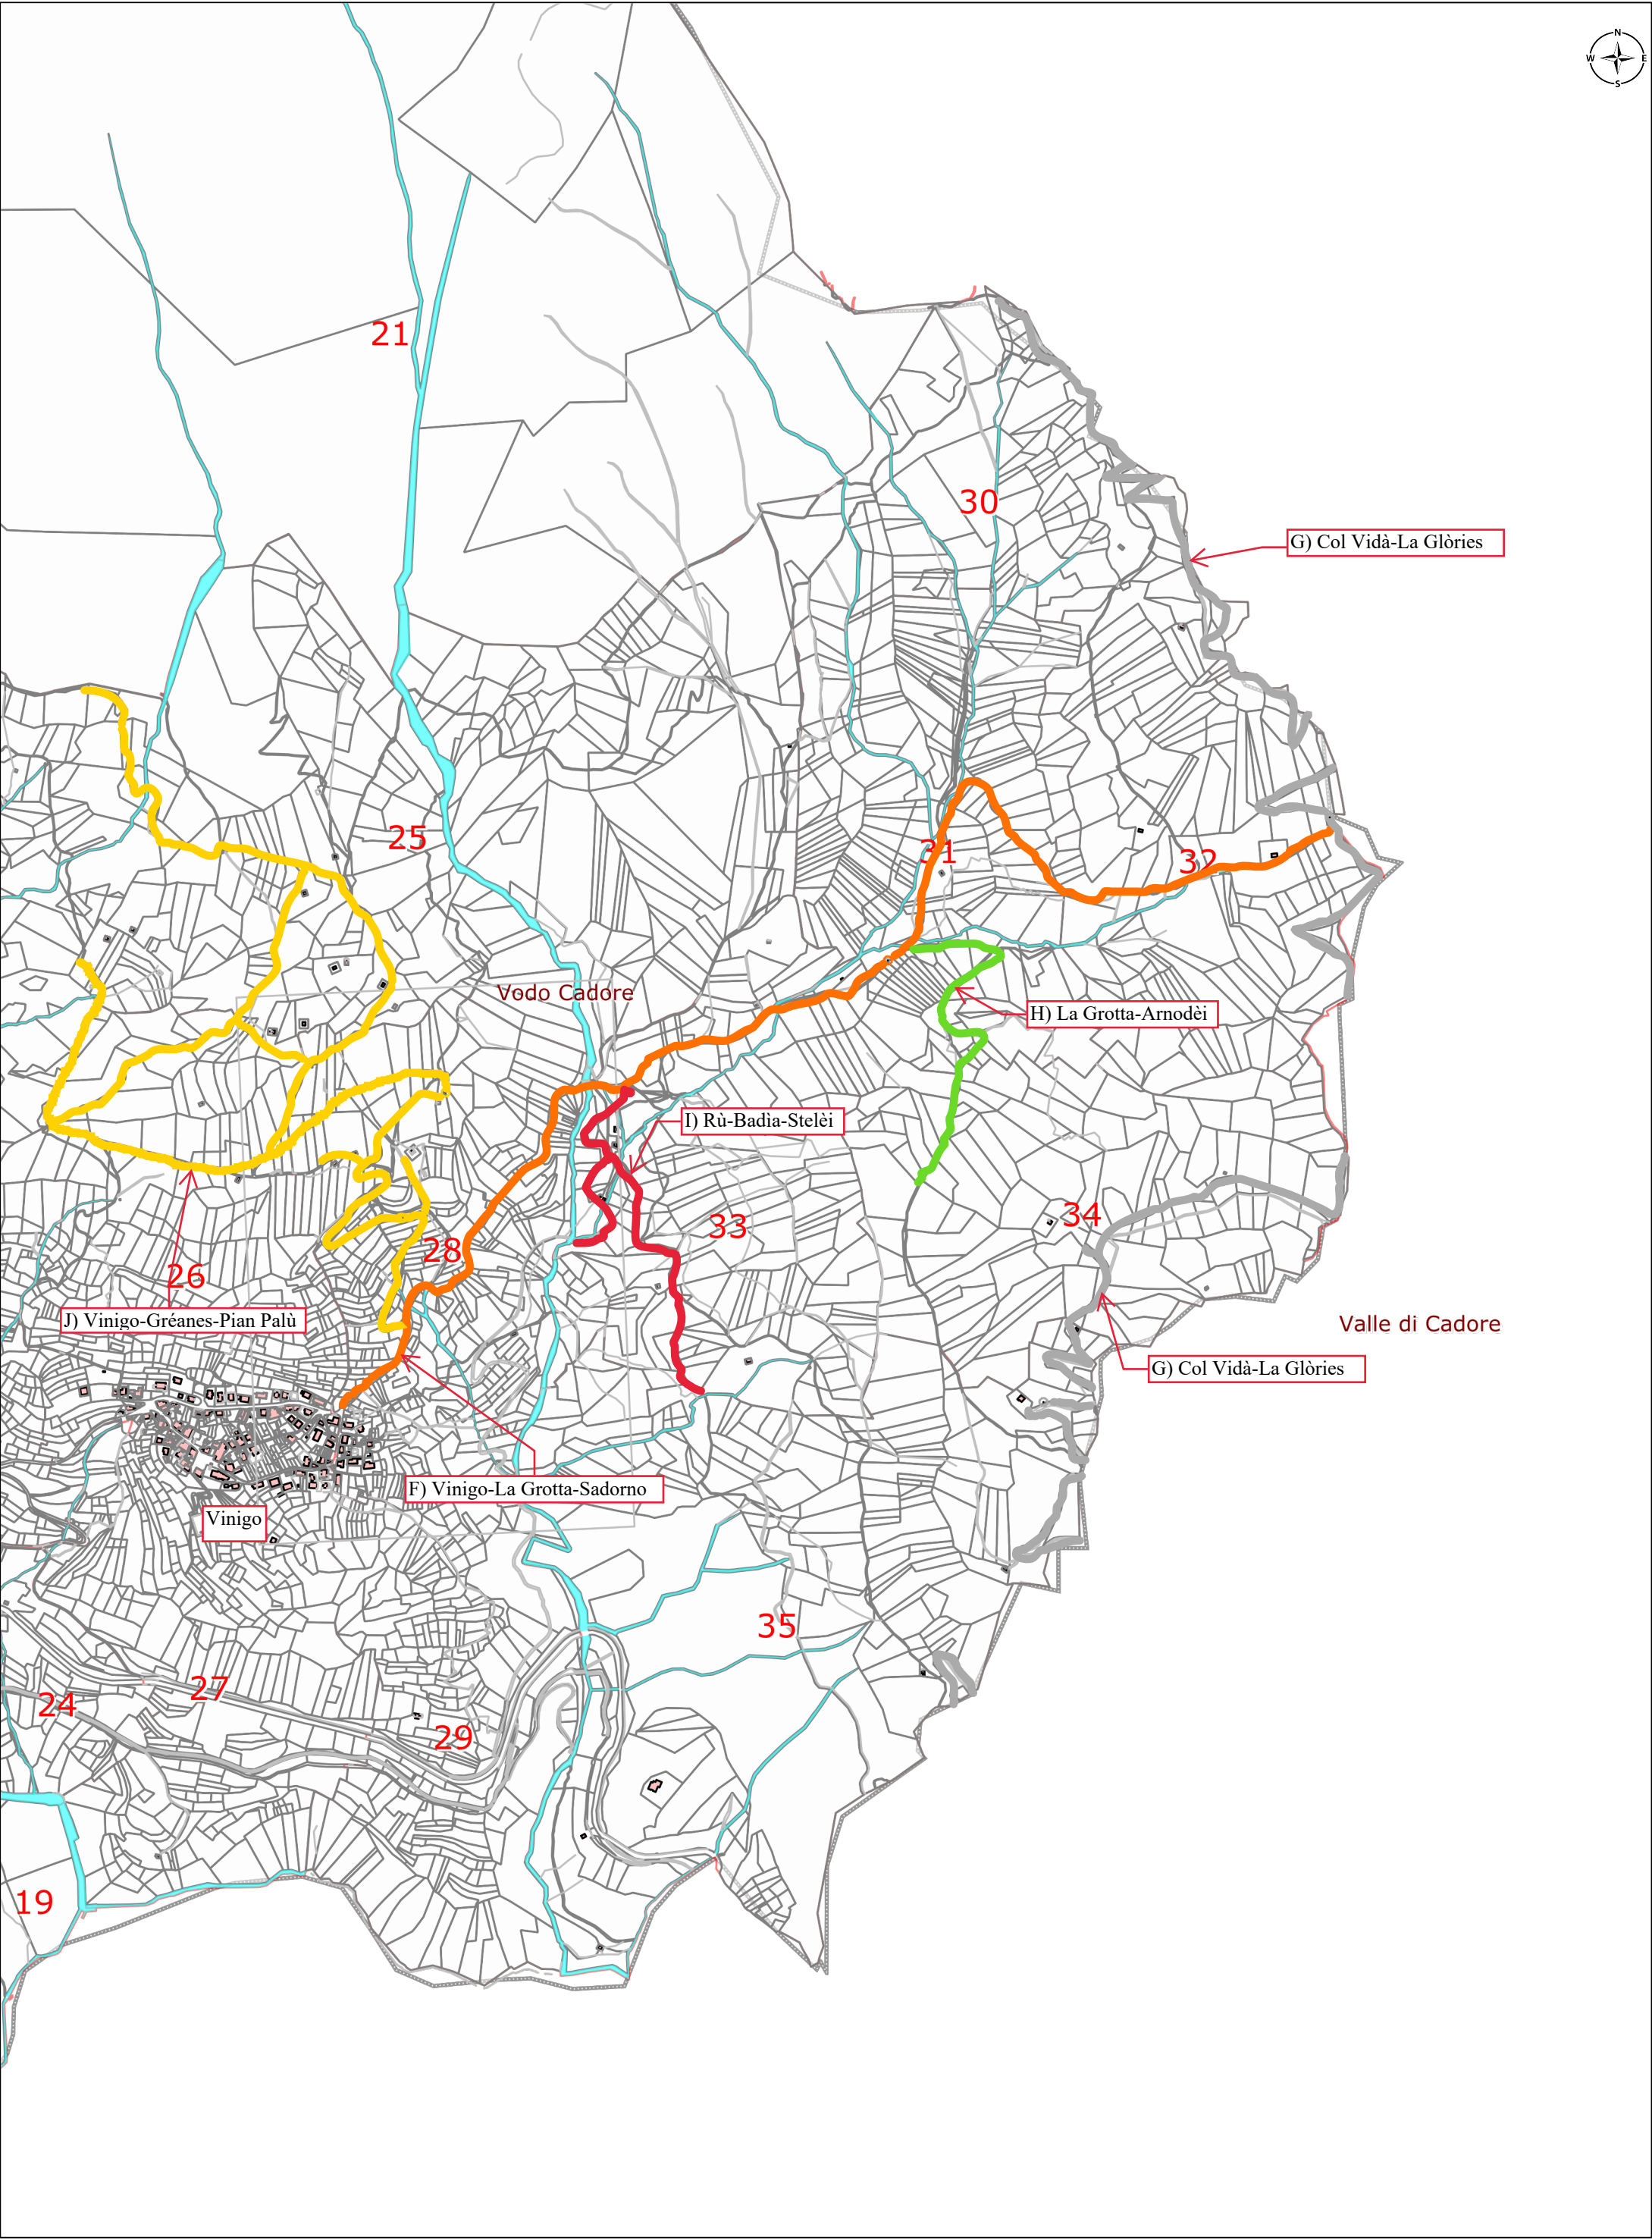 N
W E
S
21
30
G) Col Vidà-La Glòries
25
31
32
Vodo Cadore
H) La Grotta-Arnodèi
I) Rù-Badìa-Stelèi
34
33
28
26
J) Vinigo-Gréanes-Pian Palù
Valle di Cadore
G) Col Vidà-La Glòries
F) Vinigo-La Grotta-Sadorno
Vinigo
35
27
24
29
19